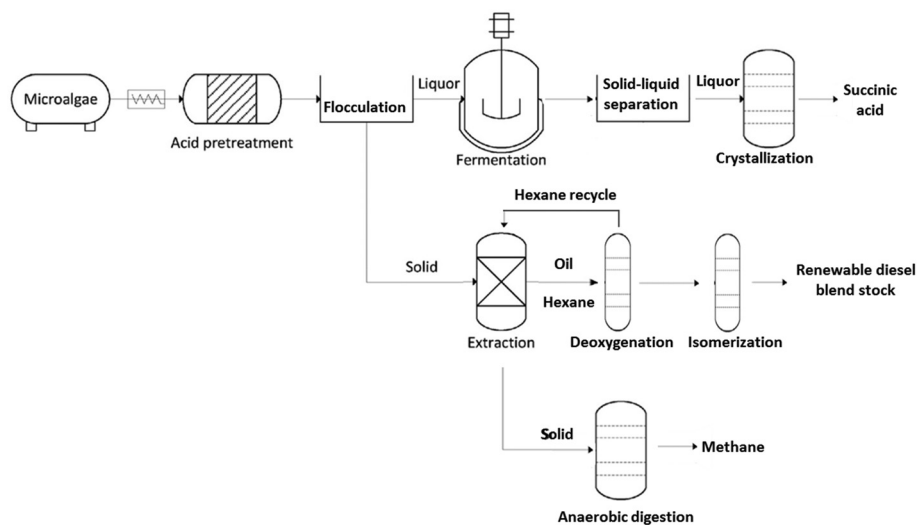 Microalgae
Acid pretreatment
Flocculation
Liquor
Fermentation
Solid-liquid
separation
Liquor
Crystallization
Succinic
acid
Hexane recycle
Solid
Extraction
Oil
Hexane
Deoxygenation
Isomerization
Renewable diesel
blend stock
Solid
Anaerobic digestion
Methane